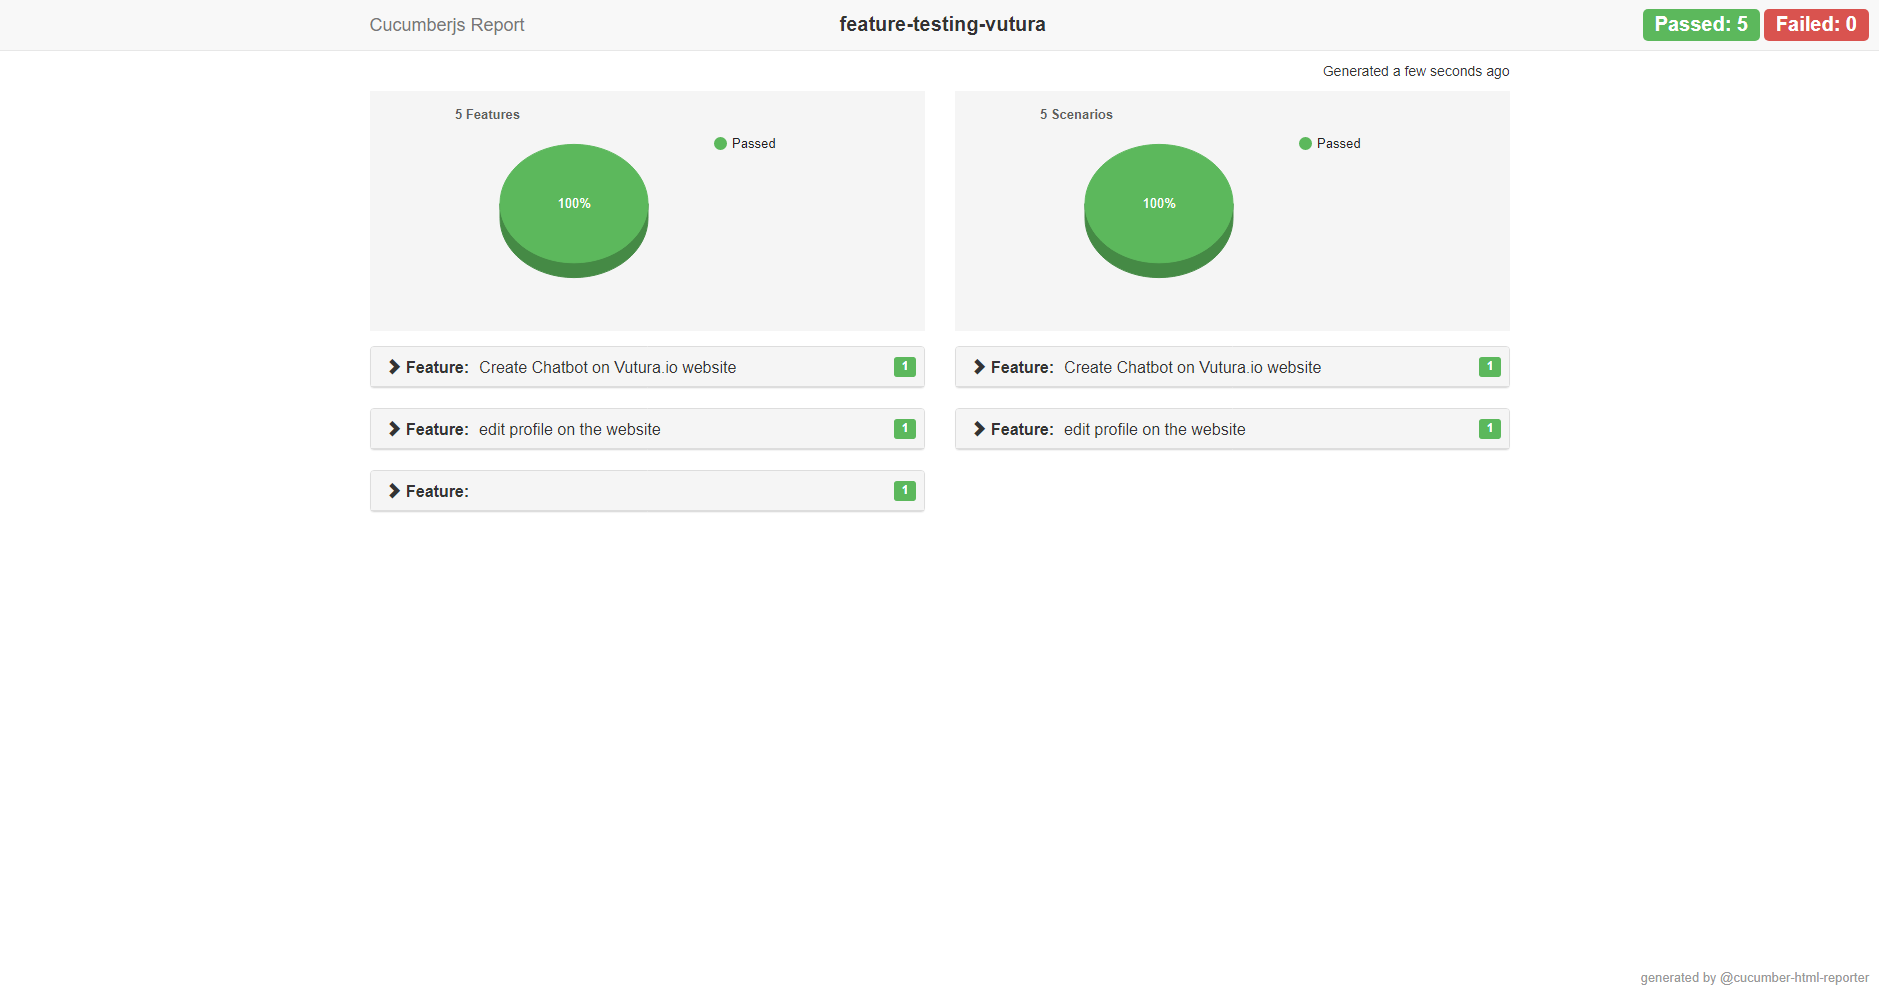 Cucumberjs Report
feature-testing-vutura
Passed: 5 Failed: 0
Generated a few seconds ago
5 Features
Passed
100%
5 Scenarios
Passed
100%
Feature: Create Chatbot on Vutura.io website 1
Feature: Create Chatbot on Vutura.io website 1
Feature: edit profile on the website 1
Feature: edit profile on the website 1
Feature: 1
generated by @cucumber-html-reporter